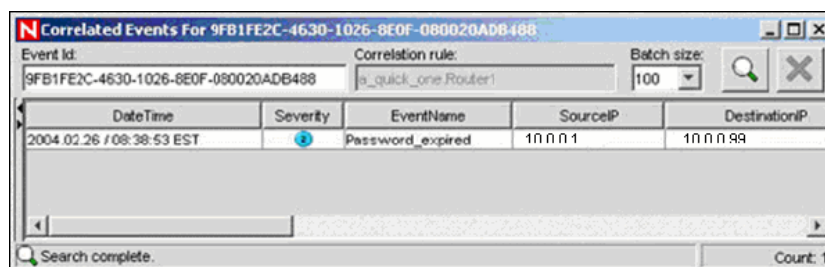 N Correlated Events For 9FB1FE2C-4630-1026-8E0F-080020ADB488
Event Id: Correlation rule: Batch size:
9FB1FE2C-4630-1026-8E0F-080020ADB488 a_quick_one.Router1 100
DateTime Severity EventName SourceIP DestinationIP
2004.02.26 / 08:38:53 EST 2 Password_expired 10.0.0.1 10.0.0.99
Search complete. Count: 1